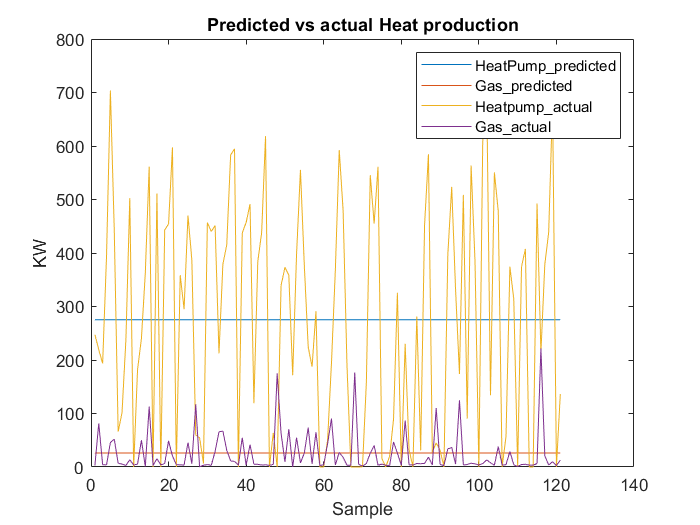 Predicted vs actual Heat production
800
700
600
500
400
300
200
100
0
KW
0 20 40 60 80 100 120 140
Sample
HeatPump_predicted
Gas_predicted
Heatpump_actual
Gas_actual